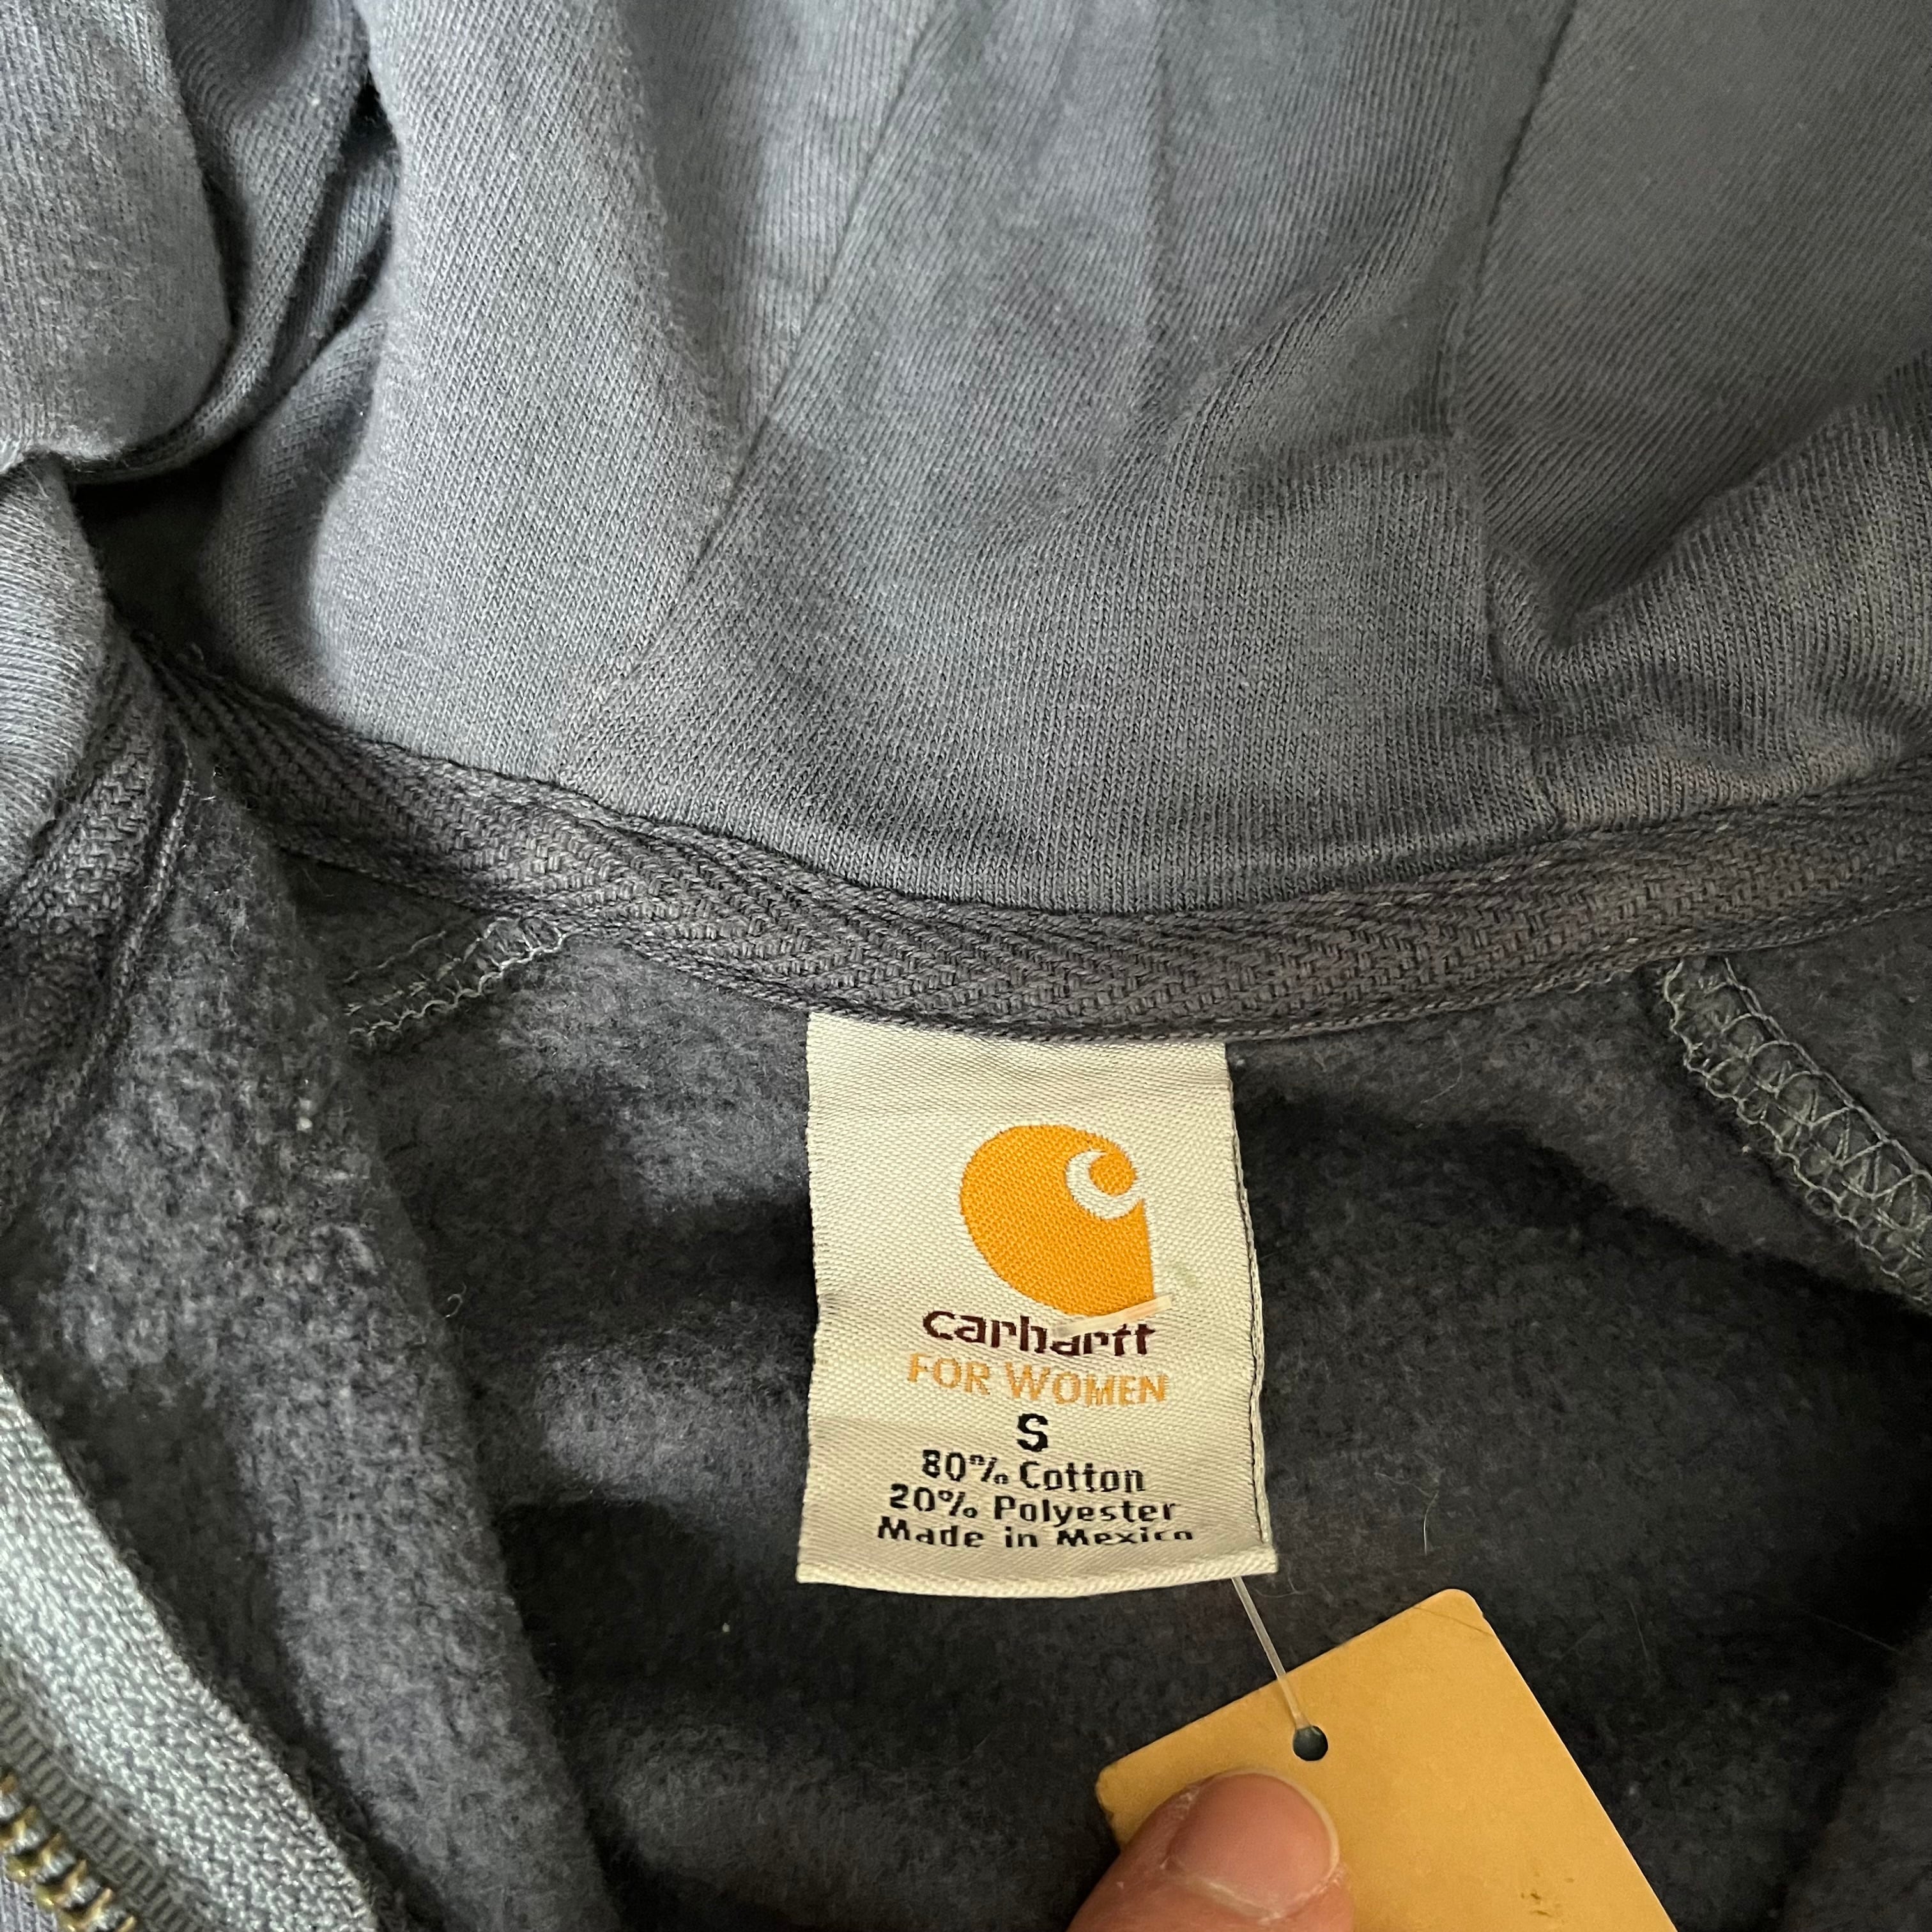 carhartt
FOR WOMEN
S
80% Cotton
20% Polyester
Made in Mexico